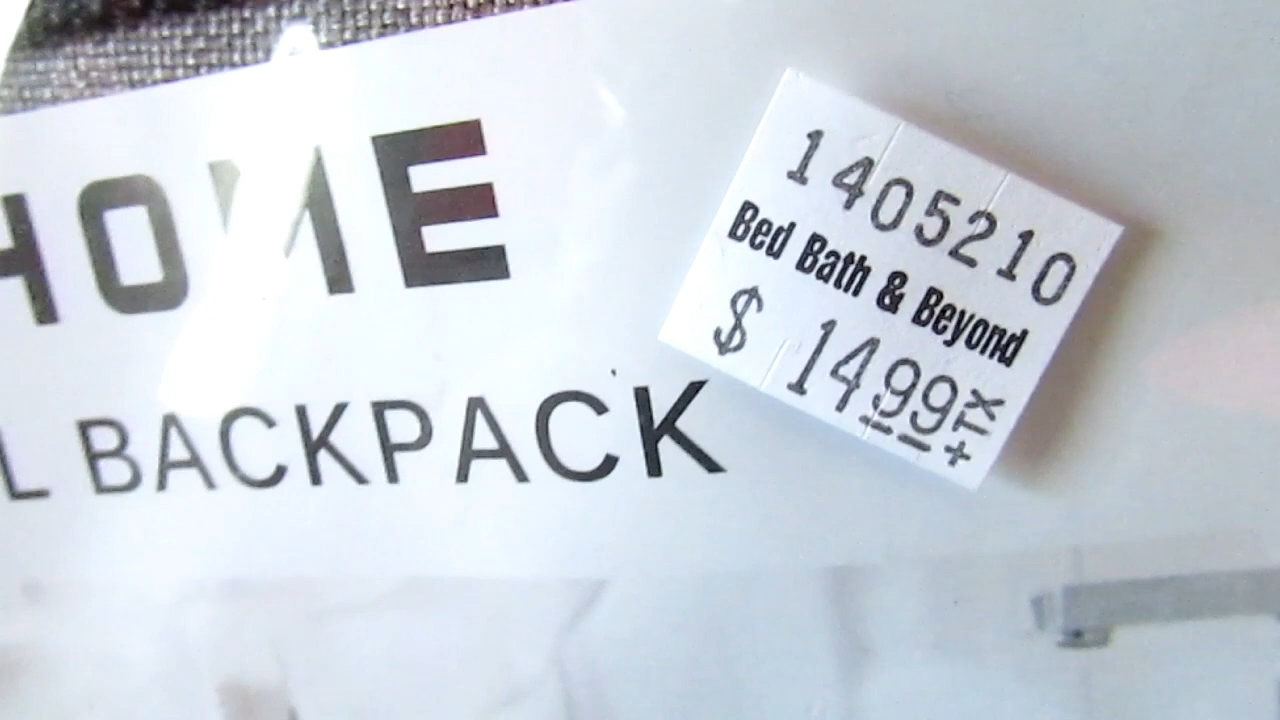 HOME
L BACKPACK
1405210
Bed Bath & Beyond
$ 14.99 +TX